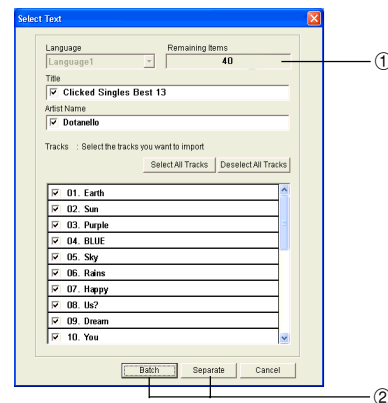 Select Text
Language Remaining Items
Language1 40
①
Title
Clicked Singles Best 13
Artist Name
Dotanello
Tracks : Select the tracks you want to import
Select All Tracks Deselect All Tracks
01. Earth
02. Sun
03. Purple
04. BLUE
05. Sky
06. Rains
07. Happy
08. Us?
09. Dream
10. You
Batch Separate Cancel
②